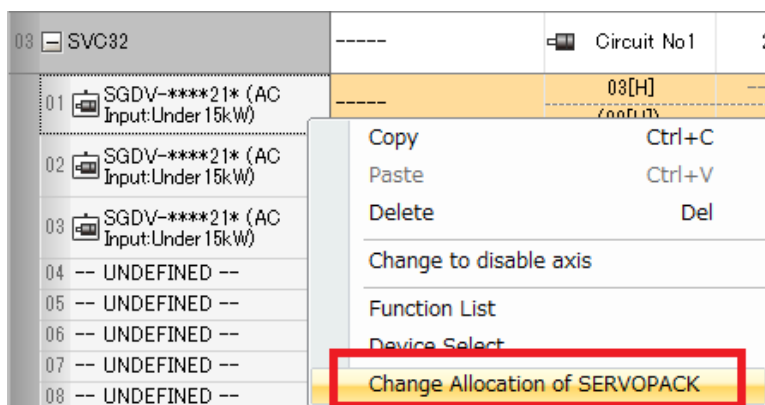 03 SVC32 ----- Circuit No1
01 SGDV-****21* (AC
Input:Under 15kW)
----- 03[H]
02 SGDV-****21* (AC
Input:Under 15kW)
03 SGDV-****21* (AC
Input:Under 15kW)
04 -- UNDEFINED --
05 -- UNDEFINED --
06 -- UNDEFINED --
07 -- UNDEFINED --
08 -- UNDEFINED --
Copy Ctrl+C
Paste Ctrl+V
Delete Del
Change to disable axis
Function List
Device Select
Change Allocation of SERVOPACK